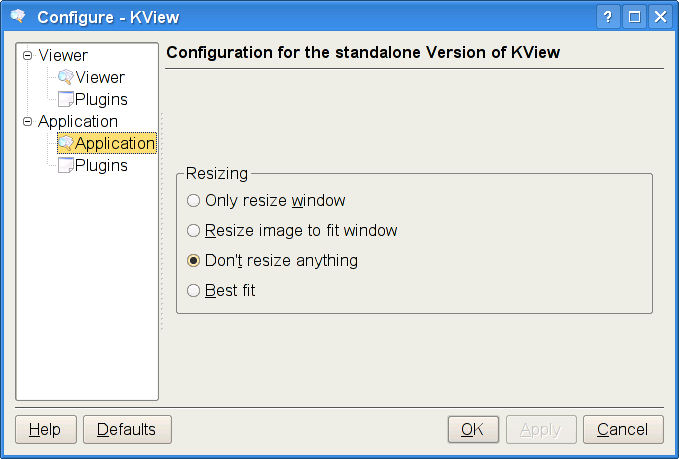 Configure - KView
Viewer
Viewer
Plugins
Application
Application
Plugins
Configuration for the standalone Version of KView
Resizing
Only resize window
Resize image to fit window
Don't resize anything
Best fit
Help
Defaults
OK
Apply
Cancel